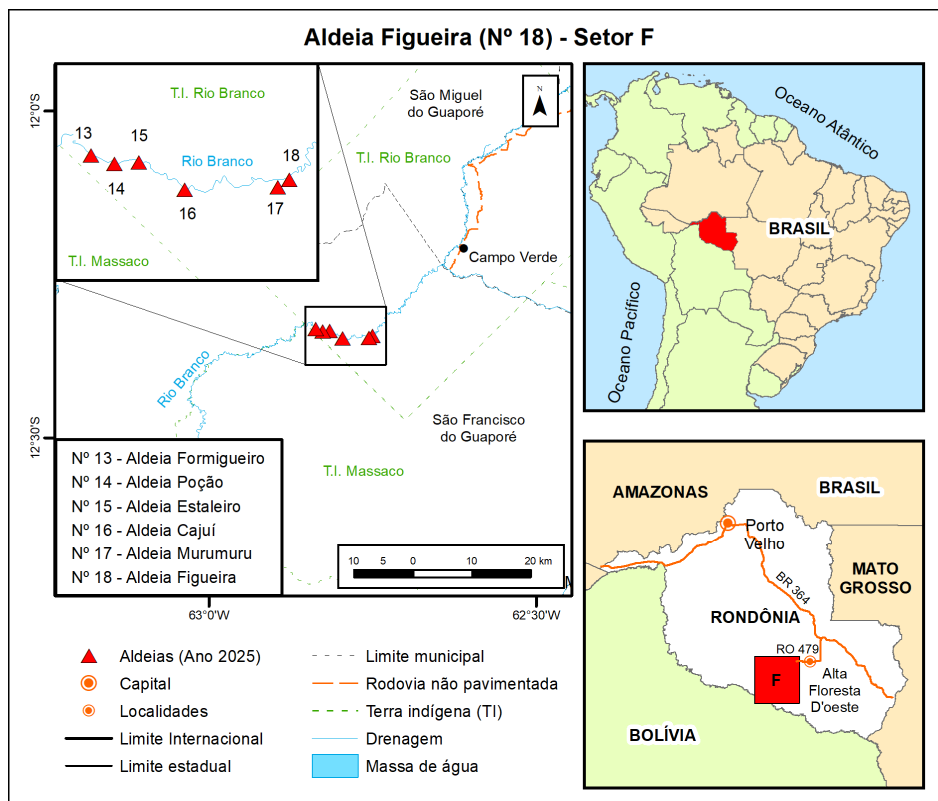 Aldeia Figueira (Nº 18) - Setor F
T.I. Rio Branco
13
15
18
Rio Branco
14
16
17
T.I. Massaco
São Miguel
do Guaporé
N
T.I. Rio Branco
Campo Verde
Rio Branco
São Francisco
do Guaporé
T.I. Massaco
12°0'S
12°30'S
Nº 13 - Aldeia Formigueiro
Nº 14 - Aldeia Poção
Nº 15 - Aldeia Estaleiro
Nº 16 - Aldeia Cajuí
Nº 17 - Aldeia Murumuru
Nº 18 - Aldeia Figueira
10 5 0 10 20 km
63°0'W
62°30'W
Oceano Atântico
BRASIL
Oceano Pacífico
AMAZONAS
BRASIL
Porto
Velho
MATO
GROSSO
BR 364
RONDÔNIA
RO 479
F
Alta
Floresta
D'oeste
BOLÍVIA
Aldeias (Ano 2025)
Capital
Localidades
Limite Internacional
Limite estadual
Limite municipal
Rodovia não pavimentada
Terra indígena (TI)
Drenagem
Massa de água